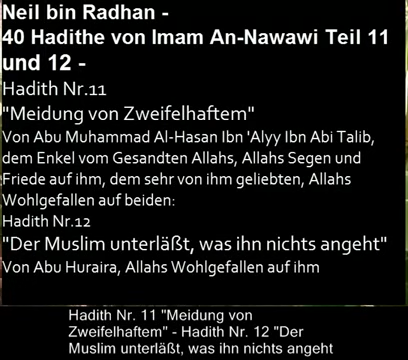 Neil bin Radhan -
40 Hadithe von Imam An-Nawawi Teil 11
und 12 -
Hadith Nr.11
"Meidung von Zweifelhaftem"
Von Abu Muhammad Al-Hasan Ibn 'Alyy Ibn Abi Talib,
dem Enkel vom Gesandten Allahs, Allahs Segen und
Friede auf ihm, dem sehr von ihm geliebten, Allahs
Wohlgefallen auf beiden:
Hadith Nr.12
"Der Muslim unterläßt, was ihn nichts angeht"
Von Abu Huraira, Allahs Wohlgefallen auf ihm
Hadith Nr. 11 "Meidung von
Zweifelhaftem" - Hadith Nr. 12 "Der
Muslim unterläßt, was ihn nichts angeht